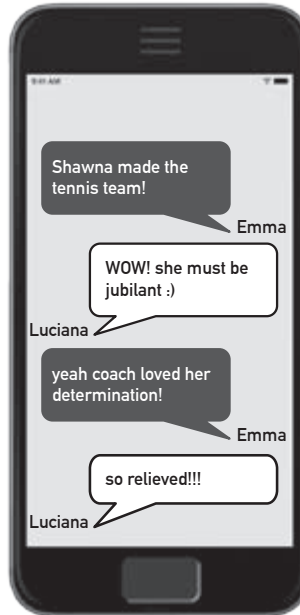 9:41 AM
Shawna made the
tennis team!
Emma
WOW! she must be
jubilant :)
Luciana
yeah coach loved her
determination!
Emma
so relieved!!!
Luciana